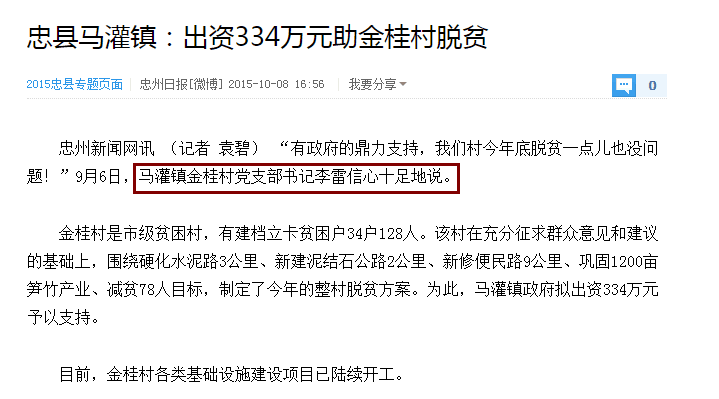 忠县马灌镇：出资334万元助金桂村脱贫
2015忠县专题页面 忠州日报[微博] 2015-10-08 16:56 我要分享 0
忠州新闻网讯 （记者 袁碧）“有政府的鼎力支持，我们村今年底脱贫一点儿也没问
题！”9月6日，马灌镇金桂村党支部书记李雷信心十足地说。
金桂村是市级贫困村，有建档立卡贫困户34户128人。该村在充分征求群众意见和建议
的基础上，围绕硬化水泥路3公里、新建泥结石公路2公里、新修便民路9公里、巩固1200亩
笋竹产业、减贫78人目标，制定了今年的整村脱贫方案。为此，马灌镇政府拟出资334万元
予以支持。
目前，金桂村各类基础设施建设项目已陆续开工。